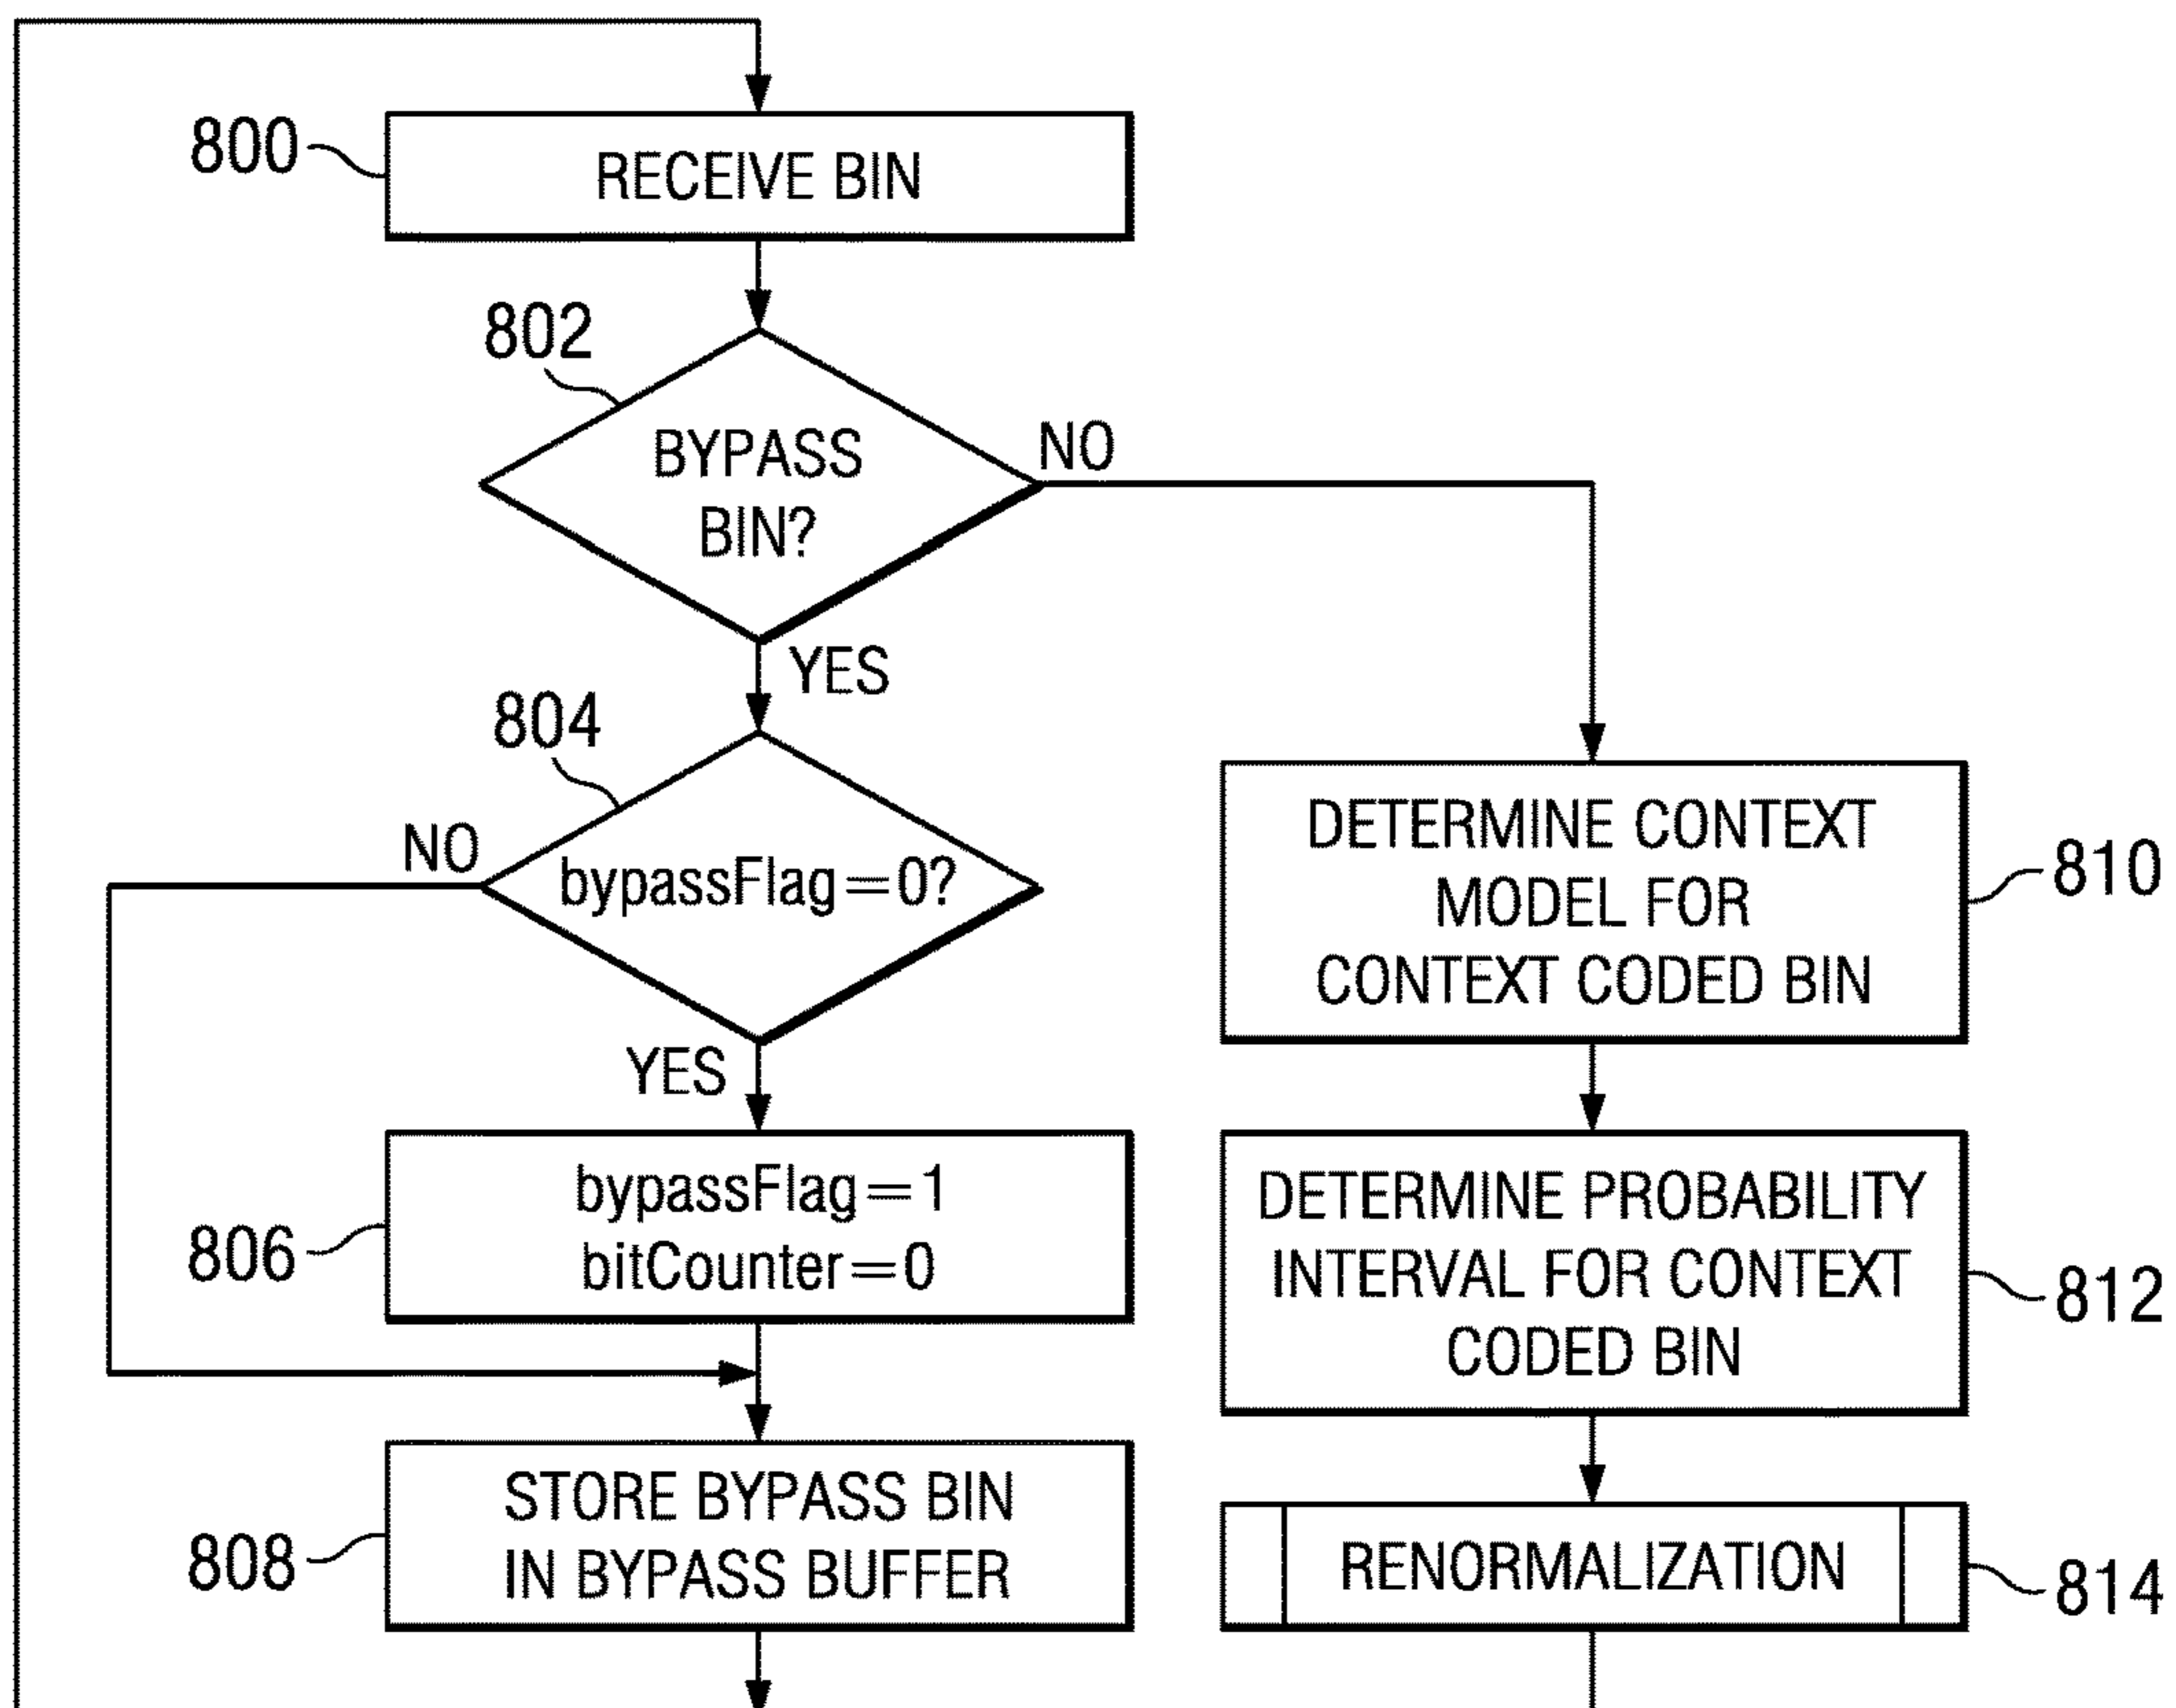 800
RECEIVE BIN
802
BYPASS
BIN?
NO
YES
804
NO
bypassFlag=0?
YES
806
bypassFlag=1
bitCounter=0
808
STORE BYPASS BIN
IN BYPASS BUFFER
DETERMINE CONTEXT
MODEL FOR
CONTEXT CODED BIN
810
DETERMINE PROBABILITY
INTERVAL FOR CONTEXT
CODED BIN
812
RENORMALIZATION
814